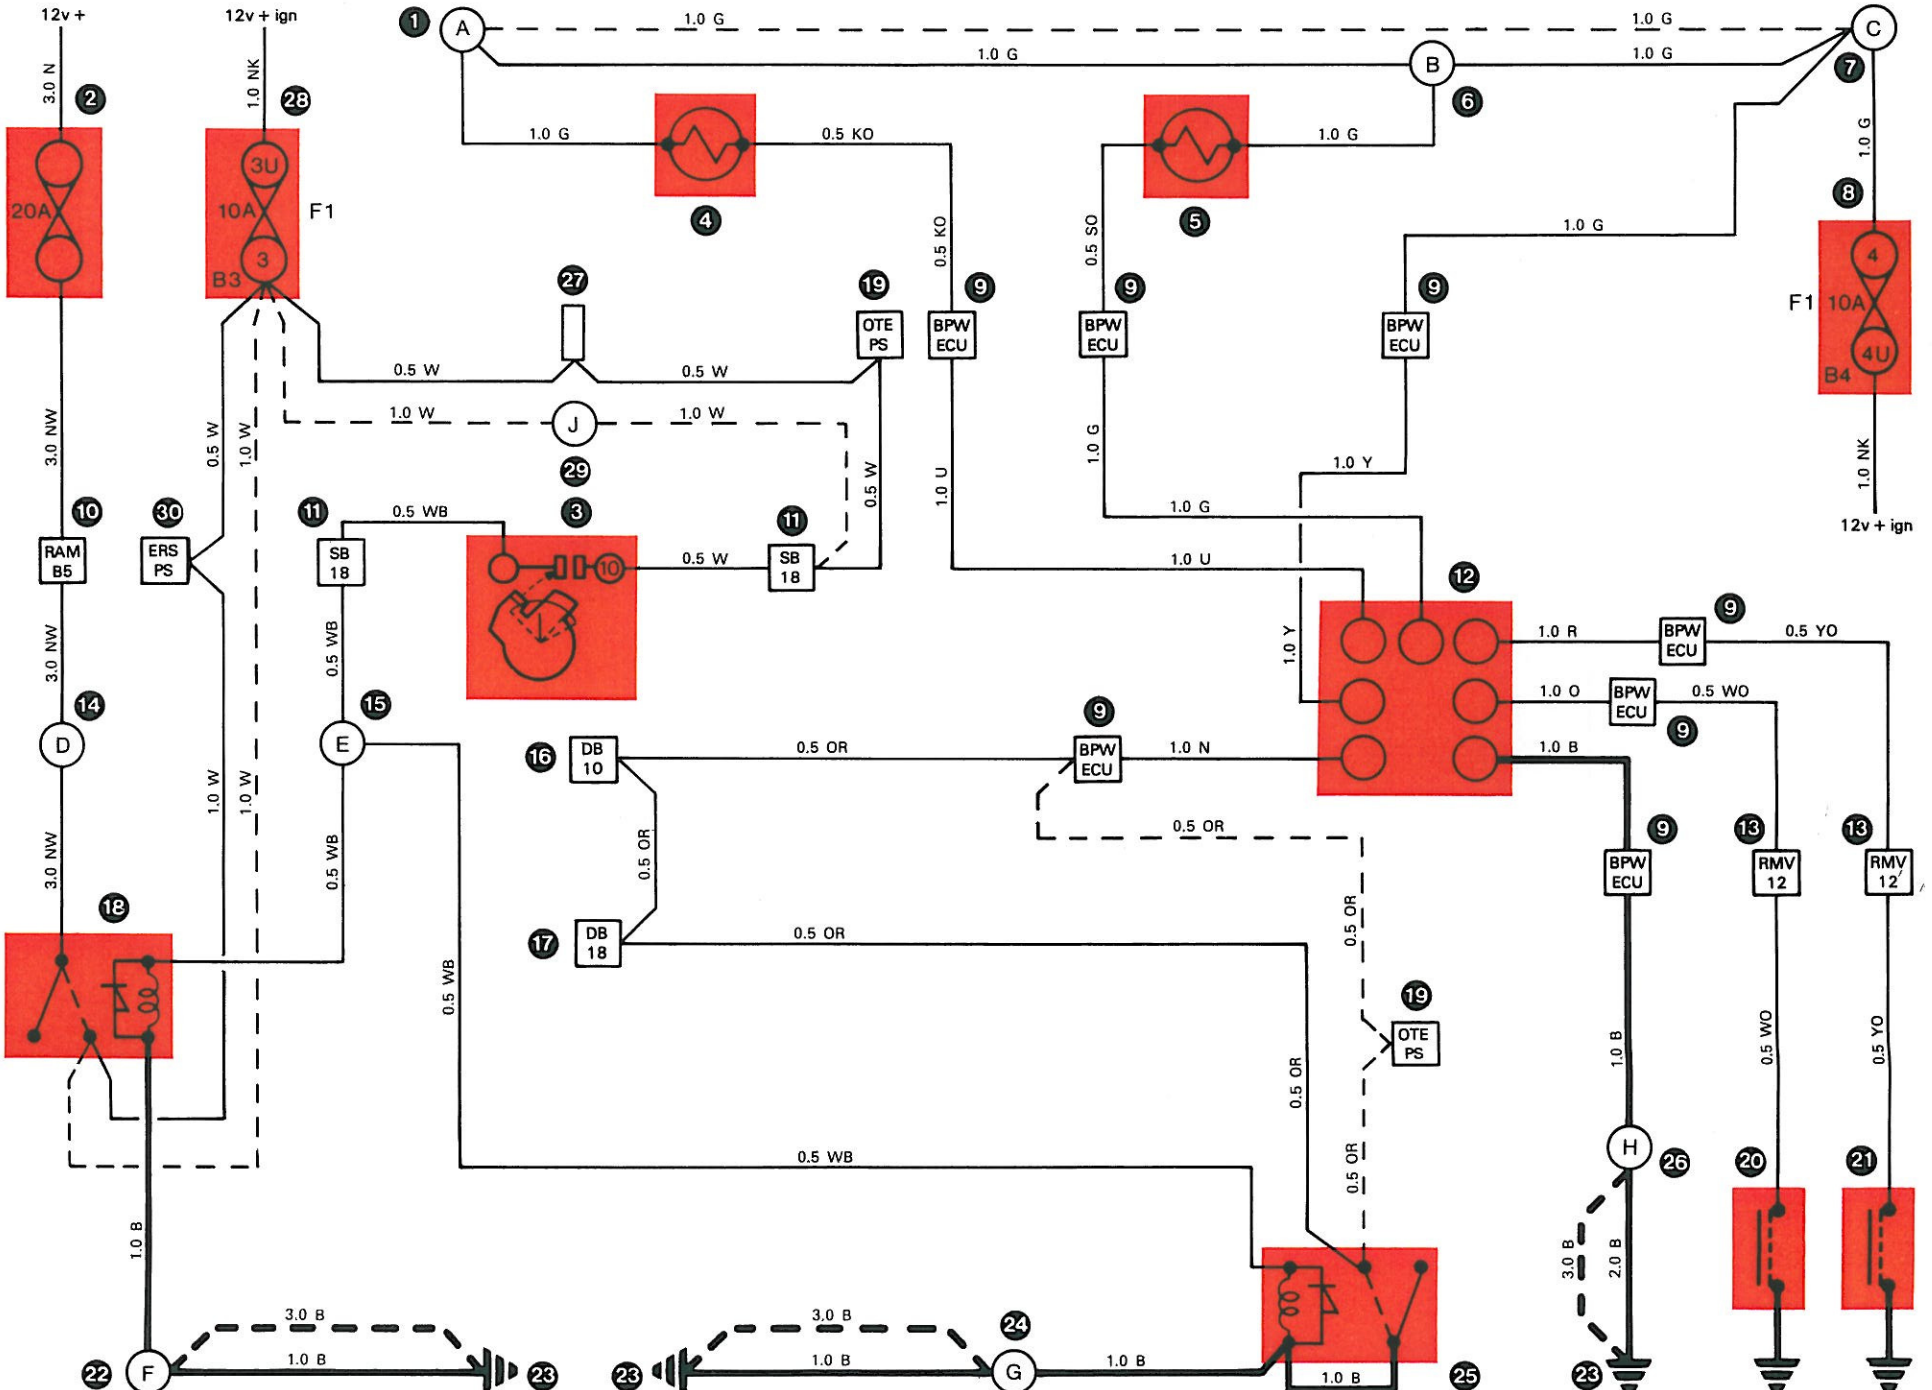 12v +
12v + ign
1
A
1.0 G
1.0 G
C
1.0 G
B
1.0 G
7
3.0 N
2
1.0 NK
28
6
1.0 G
0.5 KO
1.0 G
1.0 G
3U
20A
10A
F1
3
B3
4
5
8
0.5 KO
0.5 SO
1.0 G
4
F1
10A
4U
B4
27
19
9
9
9
OTE
PS
BPW
ECU
BPW
ECU
BPW
ECU
0.5 W
0.5 W
1.0 W
J
1.0 W
29
3.0 NW
0.5 W
1.0 W
0.5 W
1.0 U
1.0 G
1.0 Y
1.0 NK
12v + ign
10
30
11
0.5 WB
3
11
1.0 G
RAM
B5
ERS
PS
SB
18
10
0.5 W
SB
18
1.0 U
12
3.0 NW
0.5 WB
1.0 Y
1.0 R
9
BPW
ECU
0.5 YO
1.0 O
BPW
ECU
0.5 WO
9
14
D
15
E
16
DB
10
0.5 OR
9
BPW
ECU
1.0 N
1.0 B
1.0 W
1.0 W
3.0 NW
0.5 WB
0.5 OR
0.5 OR
9
13
13
BPW
ECU
RMV
12
RMV
12
18
17
DB
18
0.5 OR
0.5 OR
0.5 WB
19
OTE
PS
0.5 OR
1.0 B
0.5 WO
0.5 YO
0.5 WB
0.5 OR
H
26
20
21
1.0 B
3.0 B
2.0 B
3.0 B
3.0 B
24
22
F
1.0 B
23
23
1.0 B
G
1.0 B
1.0 B
25
23